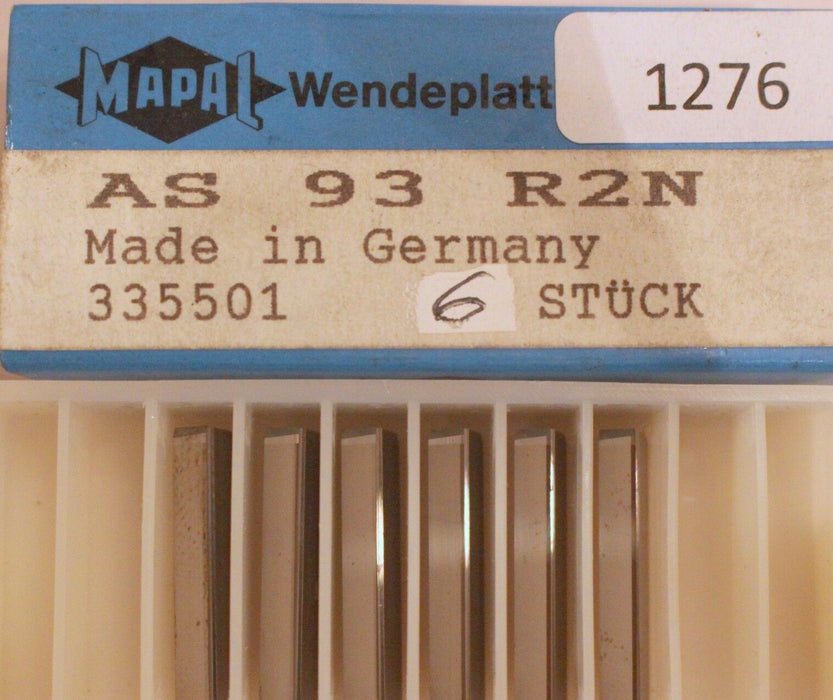 MAPAL Wendeplatt
1276
AS 93 R2N
Made in Germany
335501 6 STÜCK